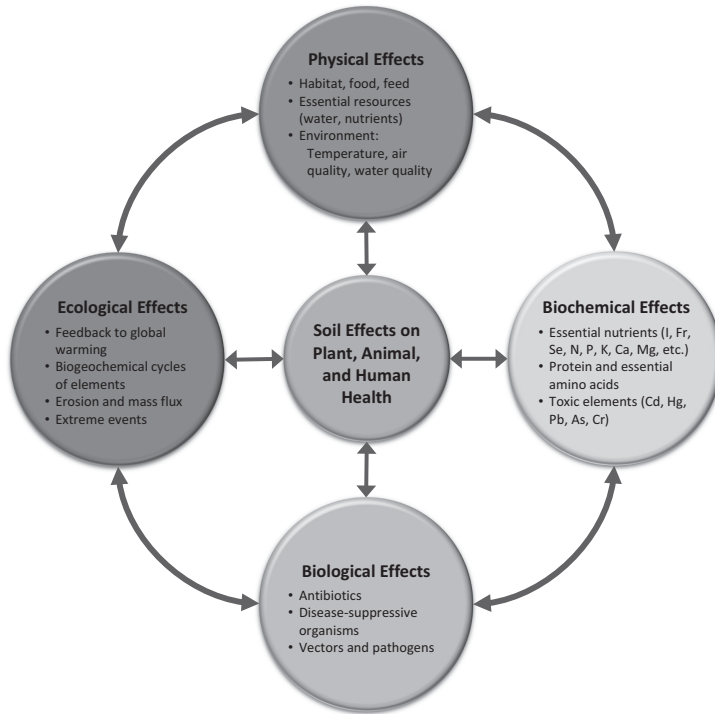 Physical Effects
• Habitat, food, feed
• Essential resources
(water, nutrients)
• Environment:
Temperature, air
quality, water quality
Ecological Effects
• Feedback to global
warming
• Biogeochemical cycles
of elements
• Erosion and mass flux
• Extreme events
Soil Effects on
Plant, Animal,
and Human
Health
Biochemical Effects
• Essential nutrients (I, Fr,
Se, N, P, K, Ca, Mg, etc.)
• Protein and essential
amino acids
• Toxic elements (Cd, Hg,
Pb, As, Cr)
Biological Effects
• Antibiotics
• Disease-suppressive
organisms
• Vectors and pathogens